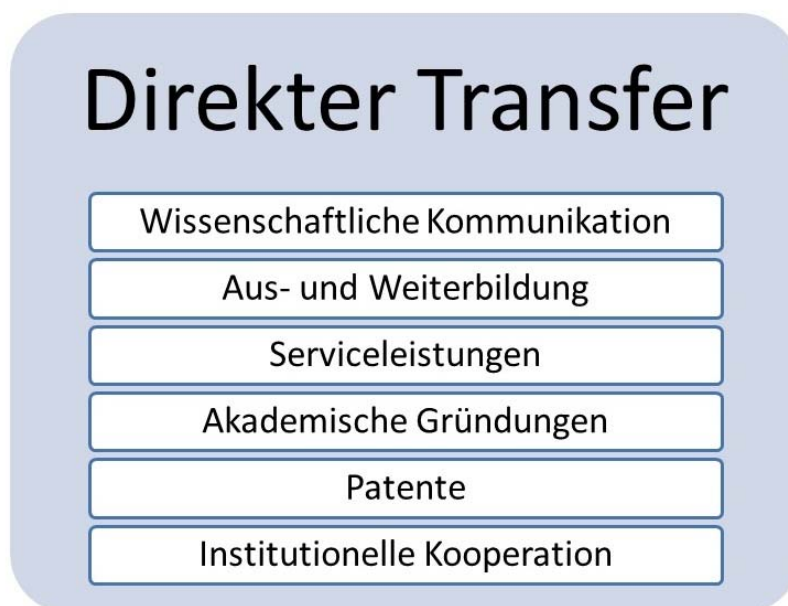 Direkter Transfer
Wissenschaftliche Kommunikation
Aus- und Weiterbildung
Serviceleistungen
Akademische Gründungen
Patente
Institutionelle Kooperation